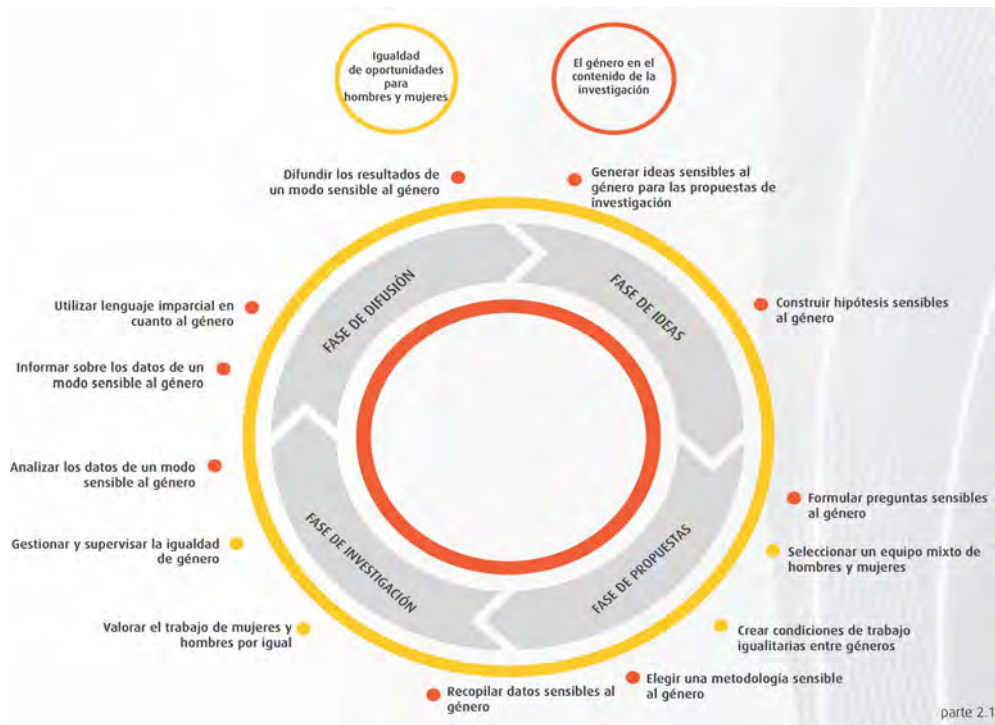 Igualdad
de oportunidades
para
hombres y mujeres
El género en el
contenido de la
investigación
Difundir los resultados de
un modo sensible al género
Generar ideas sensibles al
género para las propuestas de
investigación
Utilizar lenguaje imparcial en
cuanto al género
FASE DE DIFUSIÓN
FASE DE IDEAS
Construir hipótesis sensibles
al género
Informar sobre los datos de un
modo sensible al género
Analizar los datos de un modo
sensible al género
Formular preguntas sensibles
al género
Gestionar y supervisar la igualdad
de género
FASE DE INVESTIGACIÓN
FASE DE PROPUESTAS
Seleccionar un equipo mixto de
hombres y mujeres
Valorar el trabajo de mujeres y
hombres por igual
Crear condiciones de trabajo
igualitarias entre géneros
Recopilar datos sensibles al
género
Elegir una metodología sensible
al género
parte 2.1